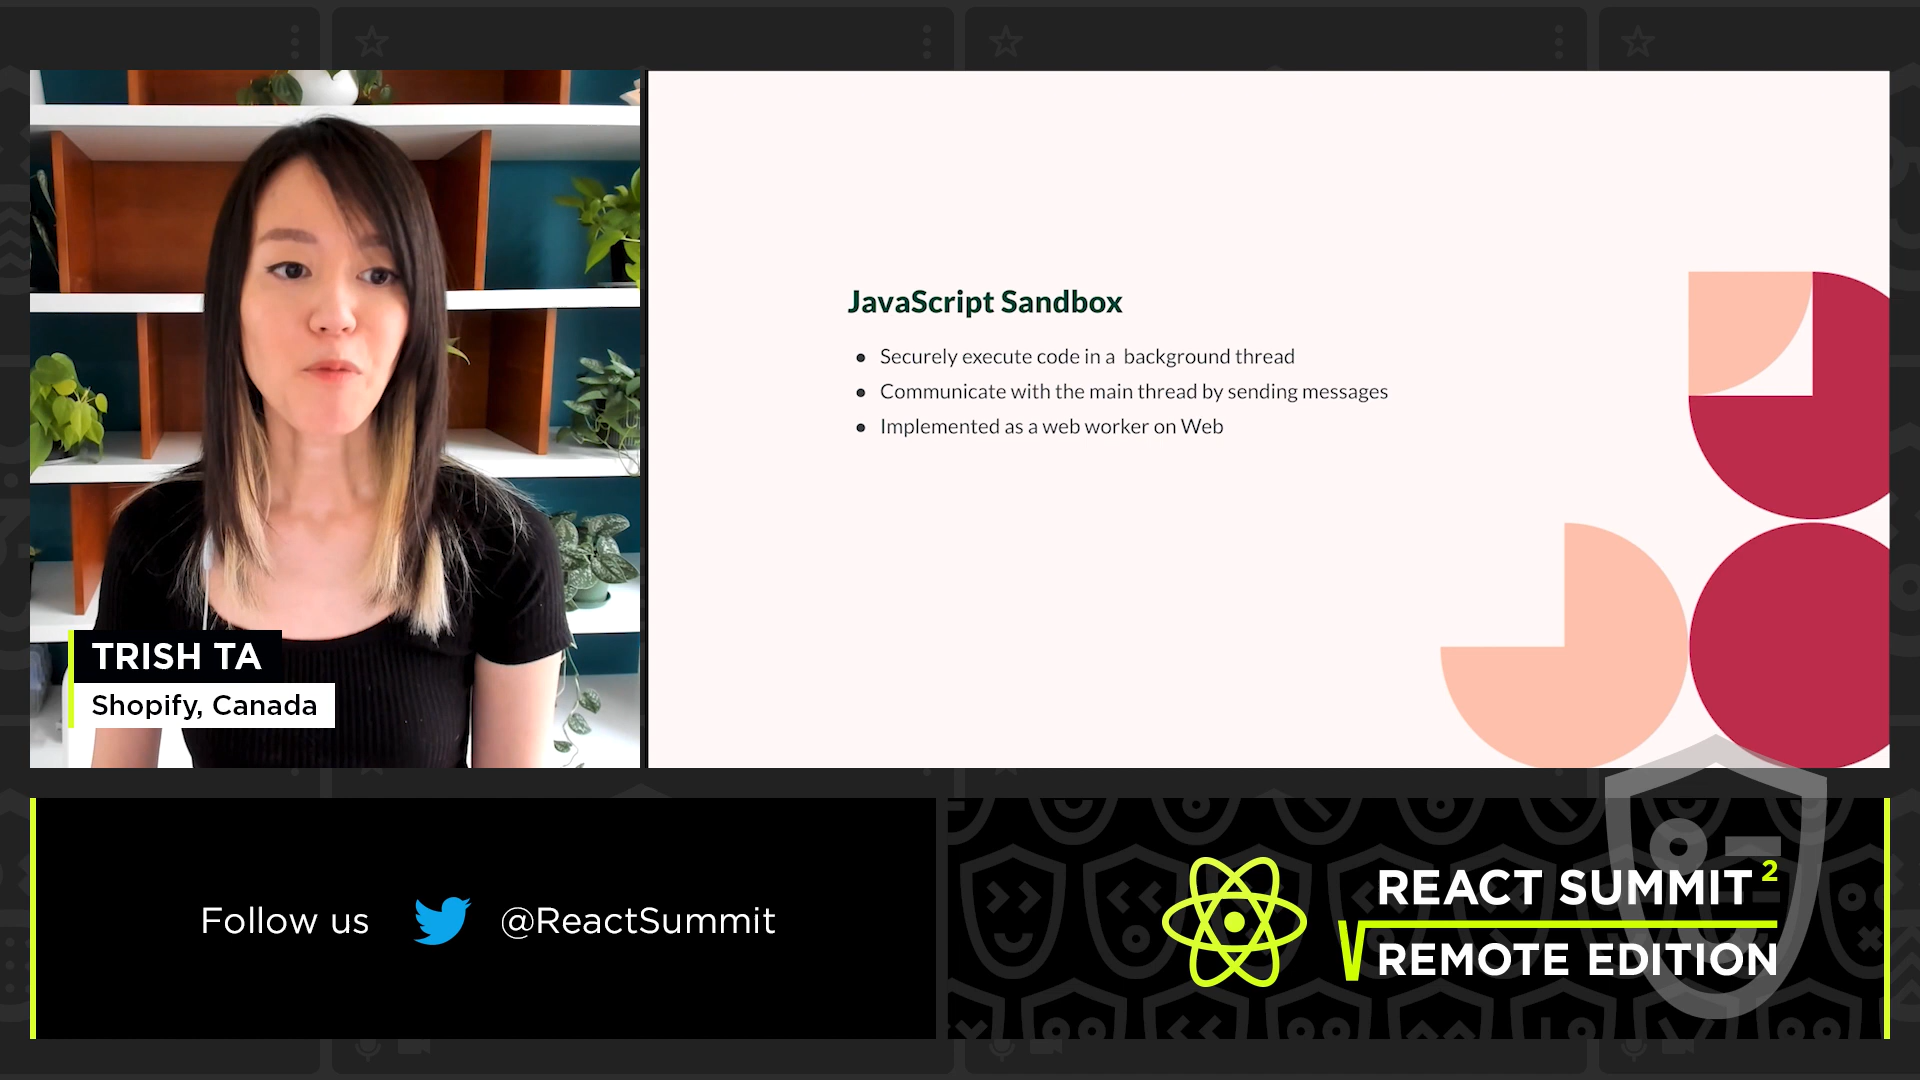 JavaScript Sandbox
● Securely execute code in a background thread
● Communicate with the main thread by sending messages
● Implemented as a web worker on Web
TRISH TA
Shopify, Canada
Follow us @ReactSummit
REACT SUMMIT 2
REMOTE EDITION